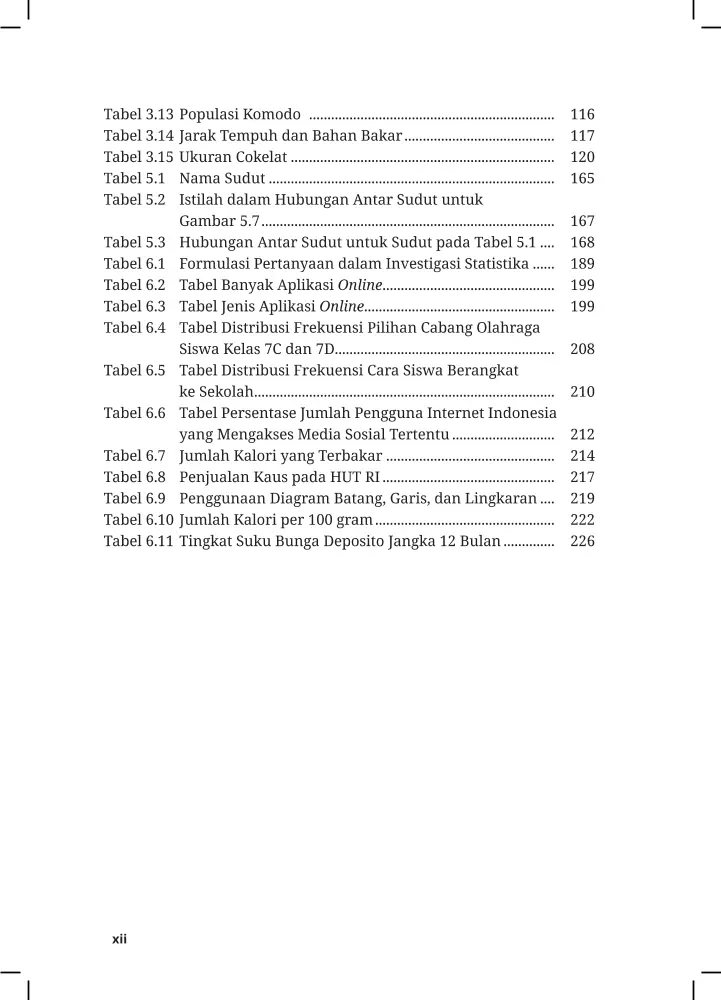 Tabel 3.13 Populasi Komodo ................................................................... 116
Tabel 3.14 Jarak Tempuh dan Bahan Bakar ......................................... 117
Tabel 3.15 Ukuran Cokelat ........................................................................ 120
Tabel 5.1 Nama Sudut .............................................................................. 165
Tabel 5.2 Istilah dalam Hubungan Antar Sudut untuk
Gambar 5.7 ................................................................................ 167
Tabel 5.3 Hubungan Antar Sudut untuk Sudut pada Tabel 5.1 .... 168
Tabel 6.1 Formulasi Pertanyaan dalam Investigasi Statistika ...... 189
Tabel 6.2 Tabel Banyak Aplikasi Online............................................... 199
Tabel 6.3 Tabel Jenis Aplikasi Online.................................................... 199
Tabel 6.4 Tabel Distribusi Frekuensi Pilihan Cabang Olahraga
Siswa Kelas 7C dan 7D............................................................ 208
Tabel 6.5 Tabel Distribusi Frekuensi Cara Siswa Berangkat
ke Sekolah.................................................................................. 210
Tabel 6.6 Tabel Persentase Jumlah Pengguna Internet Indonesia
yang Mengakses Media Sosial Tertentu ............................ 212
Tabel 6.7 Jumlah Kalori yang Terbakar .............................................. 214
Tabel 6.8 Penjualan Kaus pada HUT RI ............................................... 217
Tabel 6.9 Penggunaan Diagram Batang, Garis, dan Lingkaran .... 219
Tabel 6.10 Jumlah Kalori per 100 gram ................................................. 222
Tabel 6.11 Tingkat Suku Bunga Deposito Jangka 12 Bulan .............. 226
xii